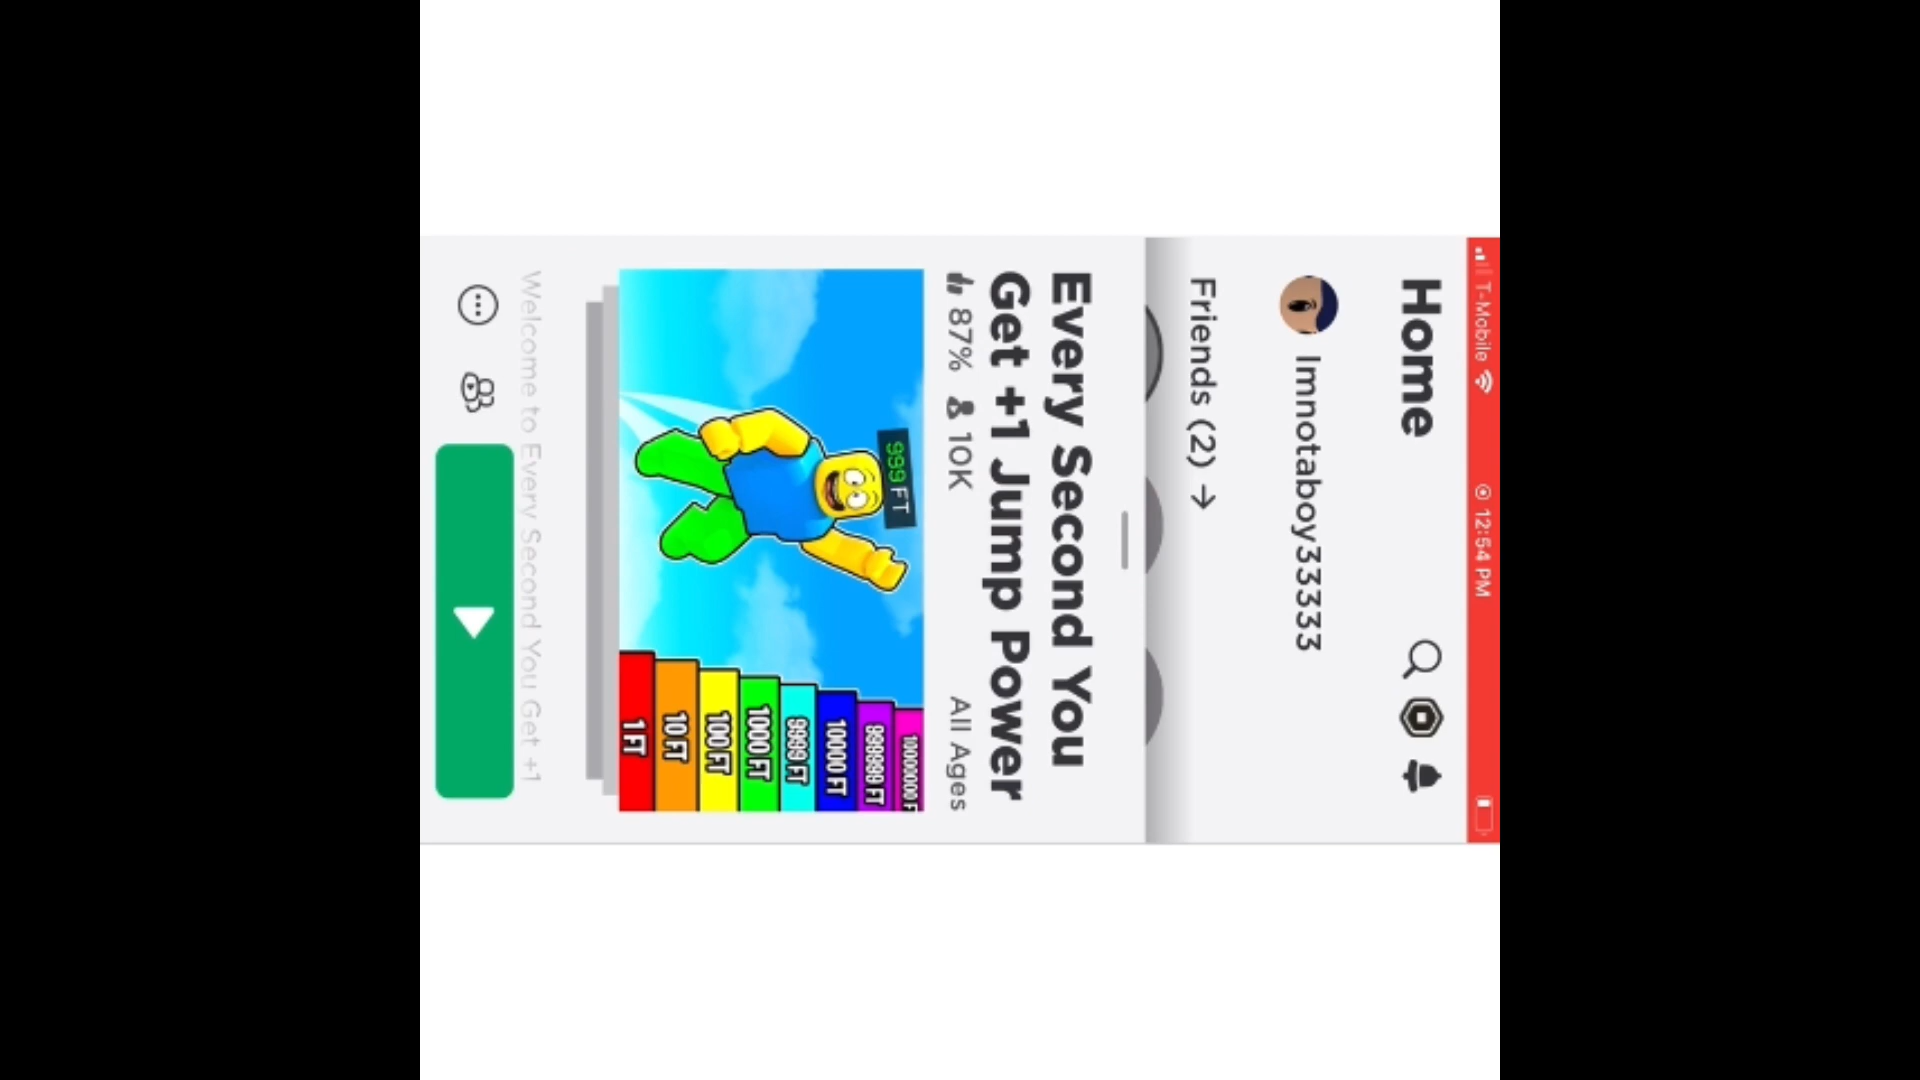 T-Mobile 12:54 PM
Home
Imnotaboy33333
Friends (2) →
Every Second You
Get +1 Jump Power
87% 10K All Ages
999 FT
1000000 F
999999 FT
10000 FT
9999 FT
1000 FT
100 FT
10 FT
1 FT
Welcome to Every Second You Get +1